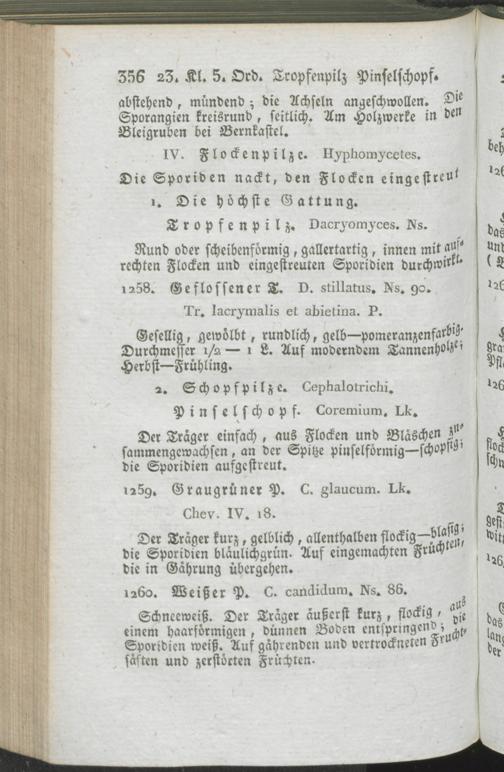 356 23. Kl. 5. Ord. Tropfenpilz Pinselschopf.
abstehend, mündend; die Achseln angeschwollen. Die
Sporangien kreisrund, seitlich. Am Holzwerke in den
Bleigruben bei Bernkastel.
IV. Flockenpilze. Hyphomycetes.
Die Sporiden nackt, den Flocken eingestreut
1. Die höchste Gattung.
Tropfenpilz. Dacryomyces. Ns.
Rund oder scheibenförmig, gallertartig, innen mit auf-
rechten Flocken und eingestreuten Sporidien durchwirkt.
1258. Geflossener T. D. stillatus. Ns. 90.
Tr. lacrymalis et abietina. P.
Gesellig, gewölbt, rundlich, gelb—pomeranzenfarbig.
Durchmesser 1/2 — 1 L. Auf moderndem Tannenholze;
Herbst—Frühling.
2. Schopfpilze. Cephalotrichi.
Pinselschopf. Coremium. Lk.
Der Träger einfach, aus Flocken und Bläschen zu-
sammengewachsen, an der Spitze pinselförmig—schopfig;
die Sporidien aufgestreut.
1259. Graugrüner P. C. glaucum. Lk.
Chev. IV. 18.
Der Träger kurz, gelblich, allenthalben flockig—blasig;
die Sporidien bläulichgrün. Auf eingemachten Früchten,
die in Gährung übergehen.
1260. Weißer P. C. candidum. Ns. 86.
Schneeweiß. Der Träger äußerst kurz, flockig, aus
einem haarförmigen, dünnen Boden entspringend; die
Sporidien weiß. Auf gährenden und vertrockneten Frucht-
säften und zerstörten Früchten.